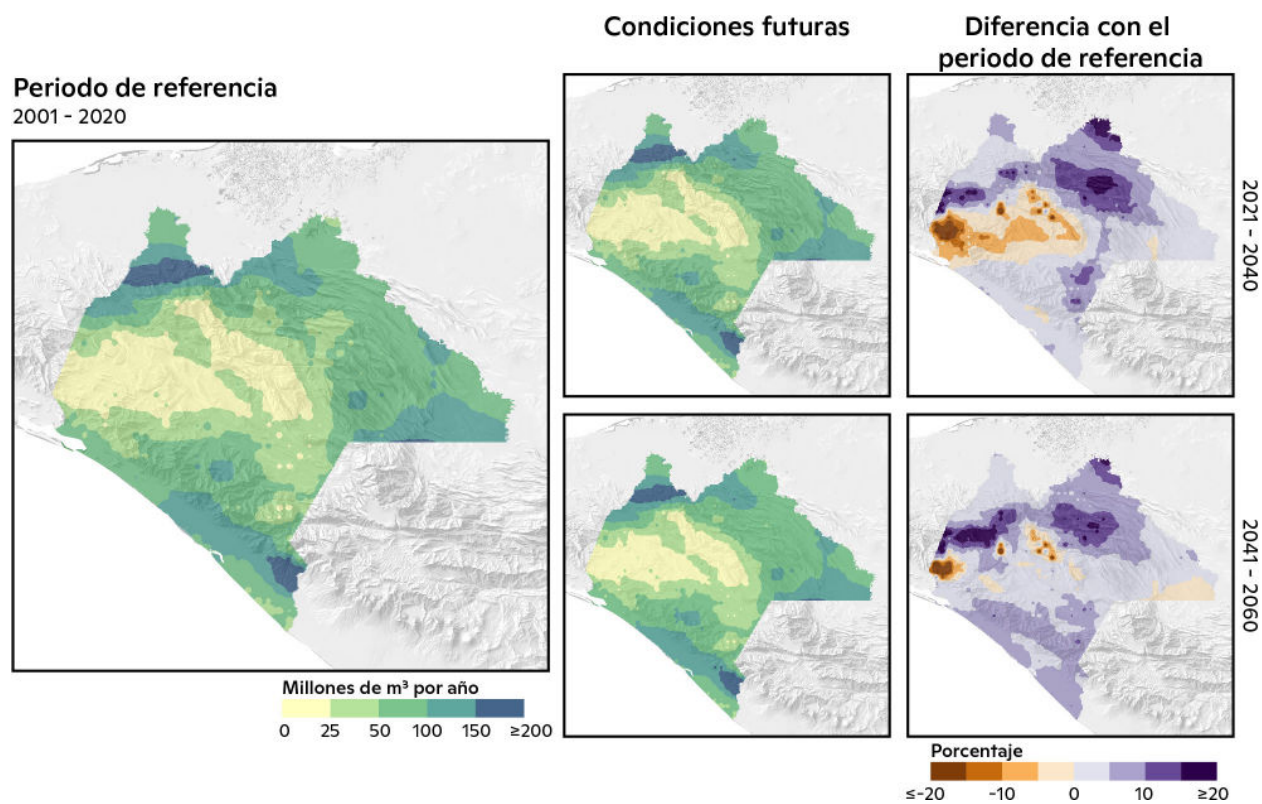 Condiciones futuras
Diferencia con el
periodo de referencia
Periodo de referencia
2001 - 2020
2021 - 2040
2041 - 2060
Millones de m³ por año
0 25 50 100 150 ≥200
Porcentaje
≤-20 -10 0 10 ≥20